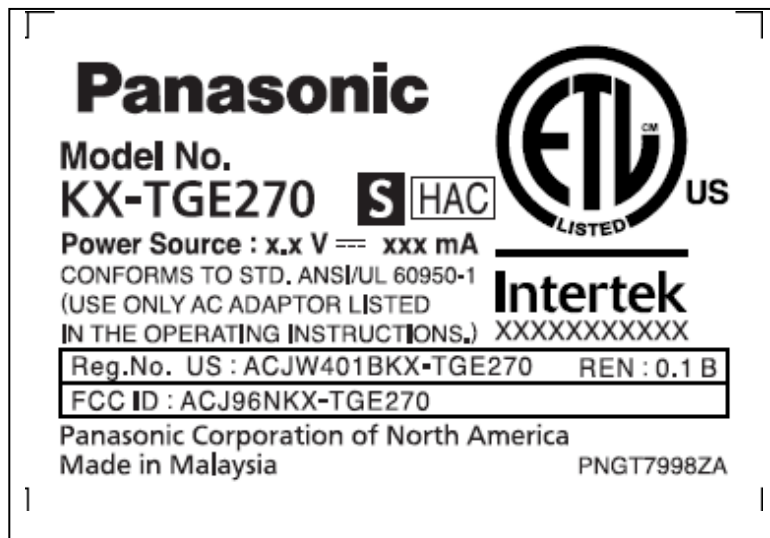 Panasonic
ETL CM
LISTED
US
Intertek
XXXXXXXXXXX
Model No.
KX-TGE270 S HAC
Power Source : x.x V ⎓ xxx mA
CONFORMS TO STD. ANSI/UL 60950-1
(USE ONLY AC ADAPTOR LISTED
IN THE OPERATING INSTRUCTIONS.)
Reg.No. US : ACJW401BKX-TGE270 REN : 0.1 B
FCC ID : ACJ96NKX-TGE270
Panasonic Corporation of North America
Made in Malaysia PNGT7998ZA